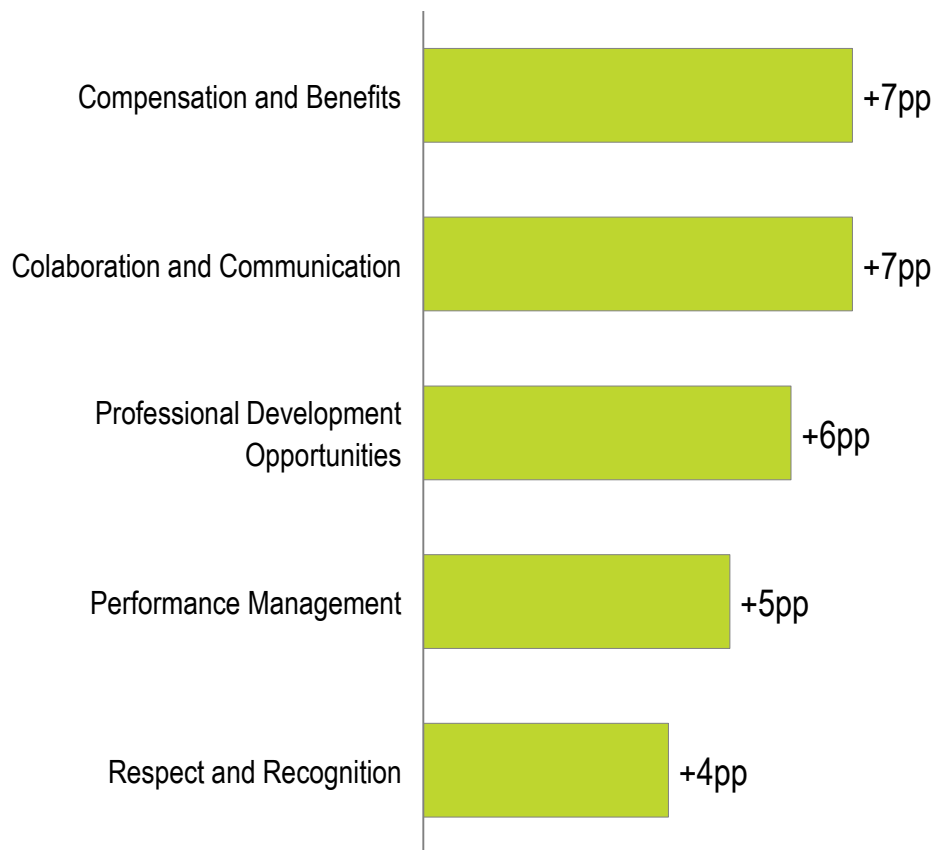 Compensation and Benefits
+7pp
Colaboration and Communication
+7pp
Professional Development
Opportunities
+6pp
Performance Management
+5pp
Respect and Recognition
+4pp